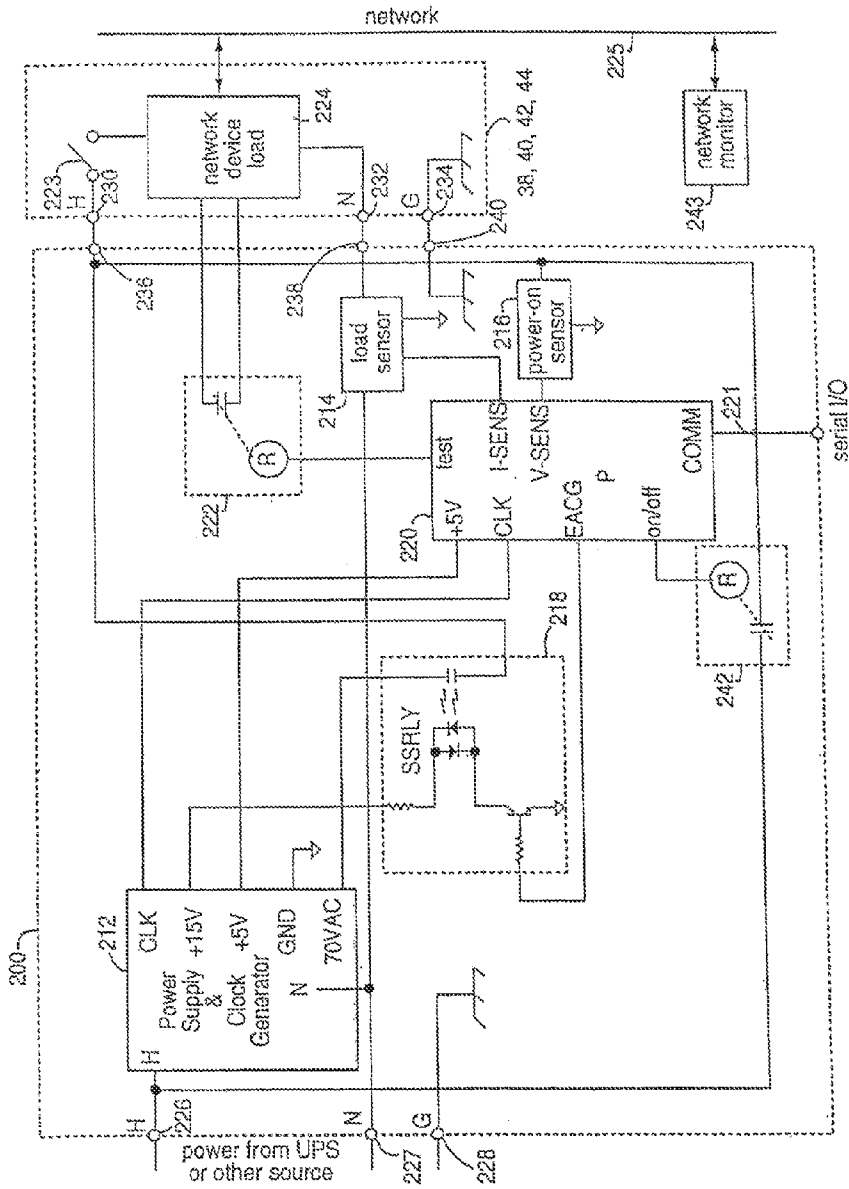 network
225
224
network
device
load
223
H
230
N
232
G
234
38, 40, 42, 44
network
monitor
243
236
238
240
load
sensor
214
216
power-on
sensor
R
222
220
test
+5V
I-SENS
CLK
V-SENS
EACG
P
on/off
COMM
221
serial I/O
R
242
218
SSRLY
200
212
CLK
+15V
+5V
GND
70VAC
H
Power
Supply
&
Clock
Generator
N
H
226
N
227
G
228
power from UPS
or other source